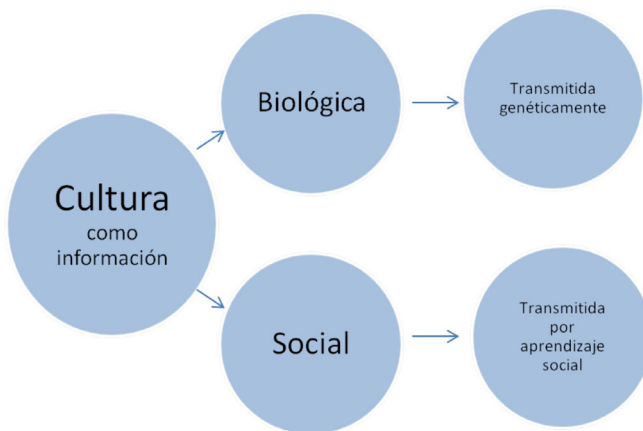 Cultura
como
información
Biológica
Transmitida
genéticamente
Social
Transmitida
por
aprendizaje
social